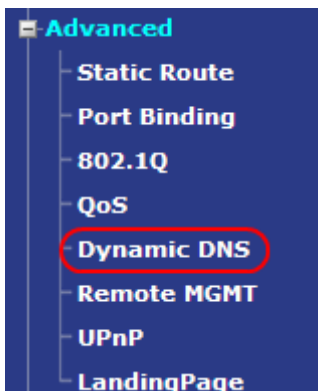 Advanced
Static Route
Port Binding
802.1Q
QoS
Dynamic DNS
Remote MGMT
UPnP
LandingPage